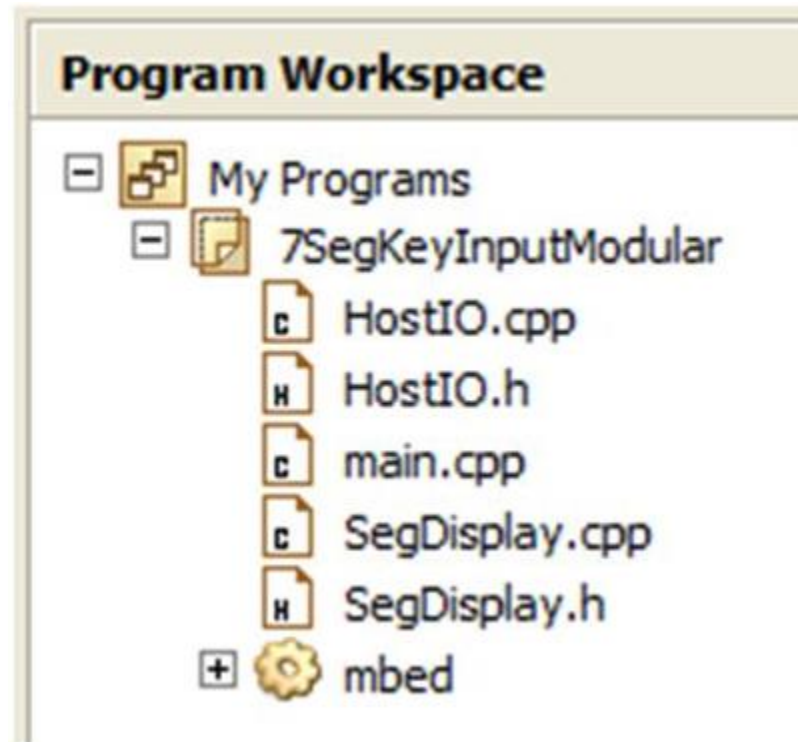 Program Workspace
My Programs
7SegKeyInputModular
C HostIO.cpp
H HostIO.h
C main.cpp
C SegDisplay.cpp
H SegDisplay.h
mbed